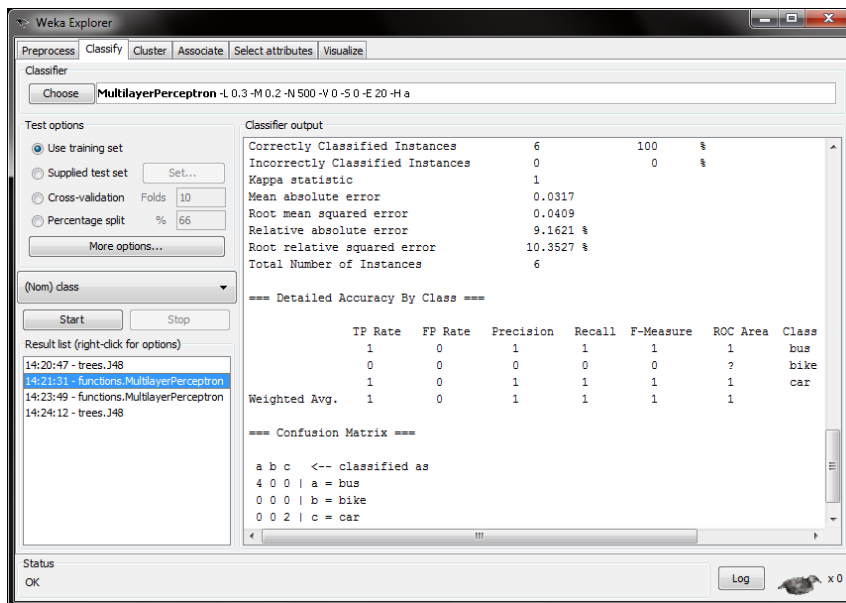 Weka Explorer
Preprocess Classify Cluster Associate Select attributes Visualize
Classifier
Choose MultilayerPerceptron -L 0.3 -M 0.2 -N 500 -V 0 -S 0 -E 20 -H a
Test options
Use training set
Supplied test set Set...
Cross-validation Folds 10
Percentage split % 66
More options...
(Nom) class
Start Stop
Result list (right-click for options)
14:20:47 - trees.J48
14:21:31 - functions.MultilayerPerceptron
14:23:49 - functions.MultilayerPerceptron
14:24:12 - trees.J48
Classifier output
Correctly Classified Instances 6 100 %
Incorrectly Classified Instances 0 0 %
Kappa statistic 1
Mean absolute error 0.0317
Root mean squared error 0.0409
Relative absolute error 9.1621 %
Root relative squared error 10.3527 %
Total Number of Instances 6
=== Detailed Accuracy By Class ===
TP Rate FP Rate Precision Recall F-Measure ROC Area Class
1 0 1 1 1 1 bus
0 0 0 0 0 ? bike
1 0 1 1 1 1 car
Weighted Avg. 1 0 1 1 1 1
=== Confusion Matrix ===
a b c <-- classified as
4 0 0 | a = bus
0 0 0 | b = bike
0 0 2 | c = car
Status
OK
Log x 0